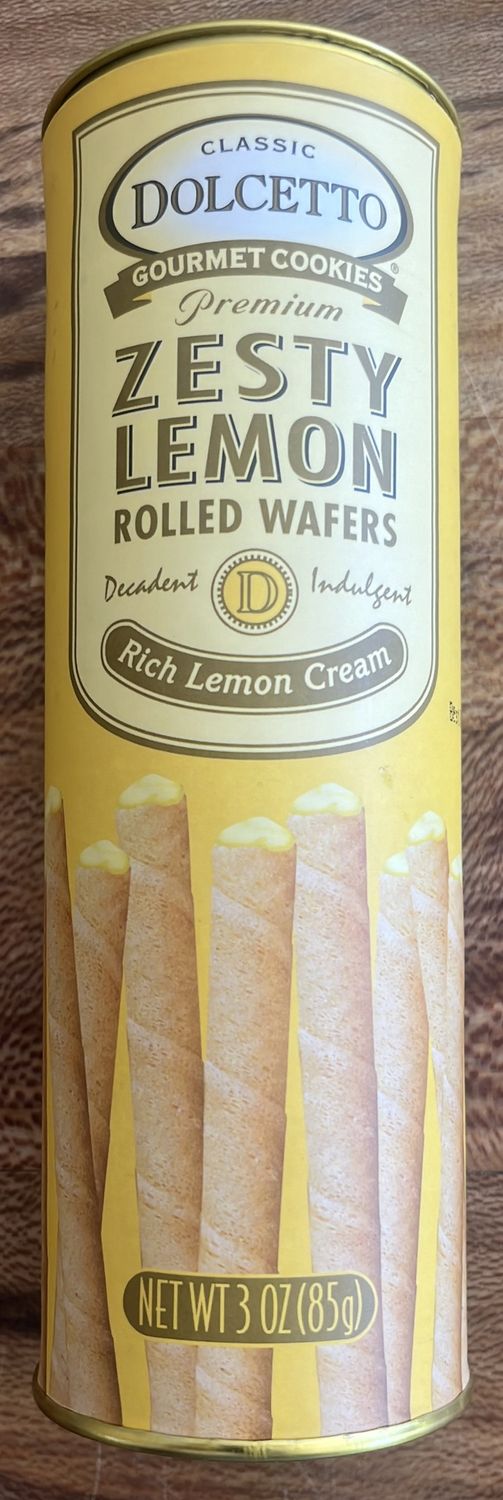 CLASSIC
DOLCETTO
GOURMET COOKIES®
Premium
ZESTY
LEMON
ROLLED WAFERS
Decadent D Indulgent
Rich Lemon Cream
NET WT 3 OZ (85g)